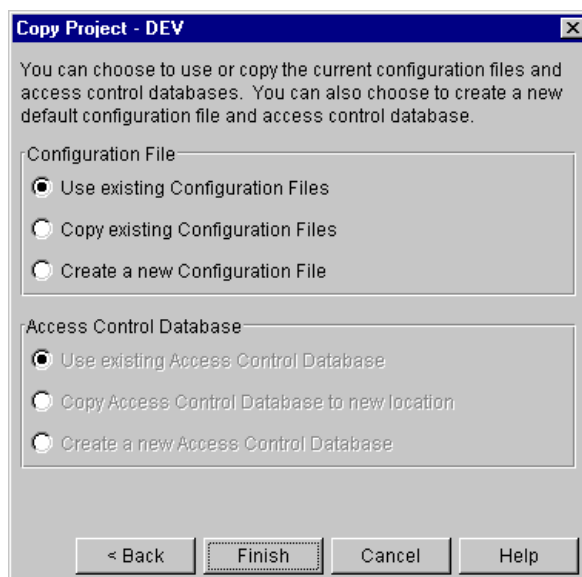 Copy Project - DEV
You can choose to use or copy the current configuration files and
access control databases. You can also choose to create a new
default configuration file and access control database.
Configuration File
Use existing Configuration Files
Copy existing Configuration Files
Create a new Configuration File
Access Control Database
Use existing Access Control Database
Copy Access Control Database to new location
Create a new Access Control Database
< Back
Finish
Cancel
Help